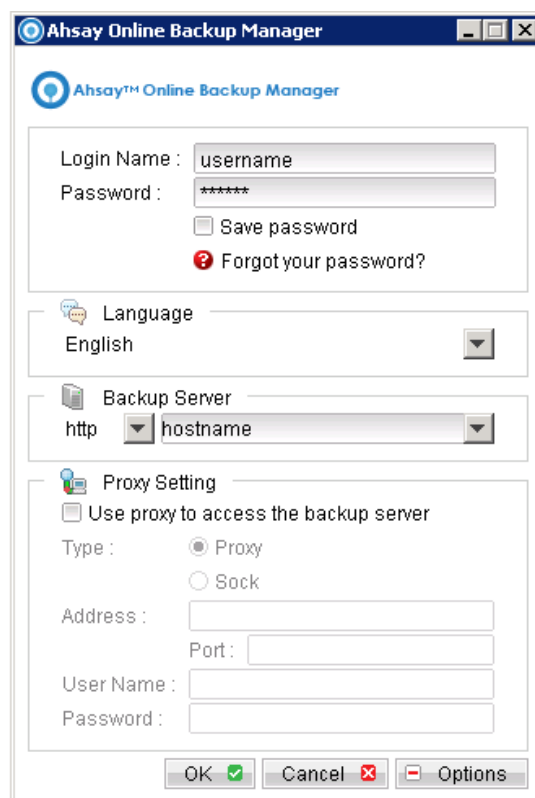 Ahsay Online Backup Manager
Ahsay™ Online Backup Manager
Login Name : username
Password : ******
Save password
Forgot your password?
Language
English
Backup Server
http hostname
Proxy Setting
Use proxy to access the backup server
Type : Proxy
Sock
Address :
Port :
User Name :
Password :
OK Cancel Options